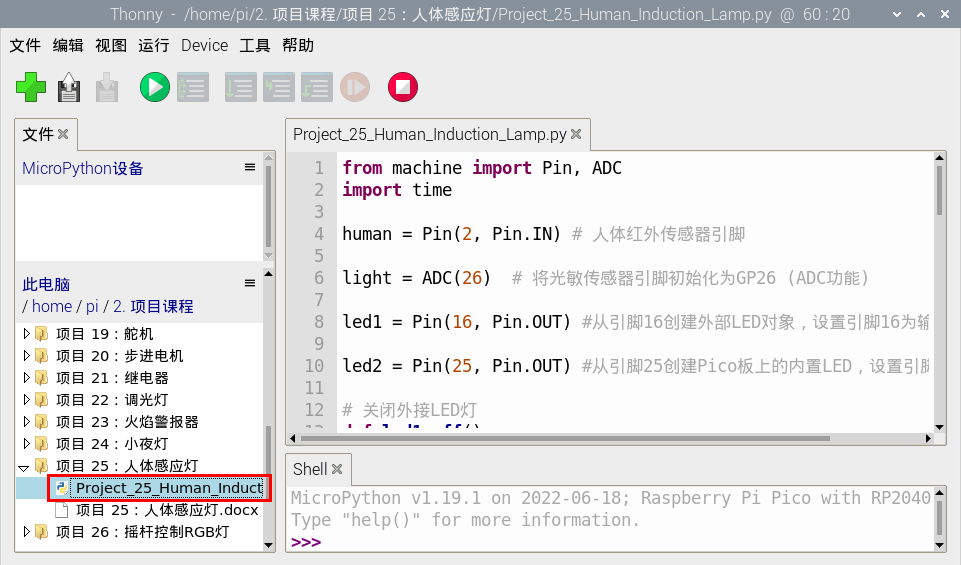 Thonny - /home/pi/2. 项目课程/项目 25：人体感应灯/Project_25_Human_Induction_Lamp.py @ 60 : 20
文件 编辑 视图 运行 Device 工具 帮助
文件
MicroPython设备
此电脑
/ home / pi / 2. 项目课程
项目 19：舵机
项目 20：步进电机
项目 21：继电器
项目 22：调光灯
项目 23：火焰警报器
项目 24：小夜灯
项目 25：人体感应灯
Project_25_Human_Induct
项目 25：人体感应灯.docx
项目 26：摇杆控制RGB灯
Project_25_Human_Induction_Lamp.py
1 from machine import Pin, ADC
2 import time
3
4 human = Pin(2, Pin.IN) # 人体红外传感器引脚
5
6 light = ADC(26)  # 将光敏传感器引脚初始化为GP26 (ADC功能)
7
8 led1 = Pin(16, Pin.OUT) #从引脚16创建外部LED对象，设置引脚16为输
9
10 led2 = Pin(25, Pin.OUT) #从引脚25创建Pico板上的内置LED，设置引脚
11
12 # 关闭外接LED灯
Shell
MicroPython v1.19.1 on 2022-06-18; Raspberry Pi Pico with RP2040
Type "help()" for more information.
>>>